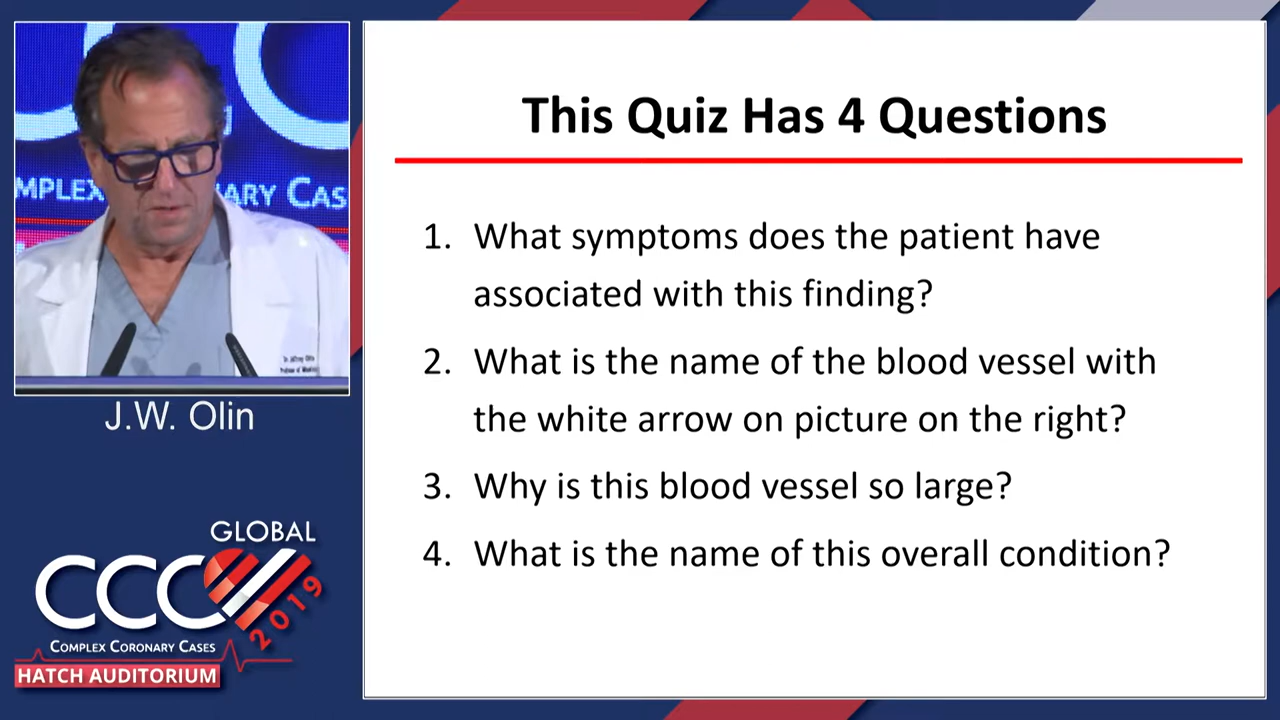 MPLEX
ORONARY CAS
J.W. Olin
GLOBAL
CCC
2019
COMPLEX CORONARY CASES
HATCH AUDITORIUM
This Quiz Has 4 Questions
1. What symptoms does the patient have
associated with this finding?
2. What is the name of the blood vessel with
the white arrow on picture on the right?
3. Why is this blood vessel so large?
4. What is the name of this overall condition?